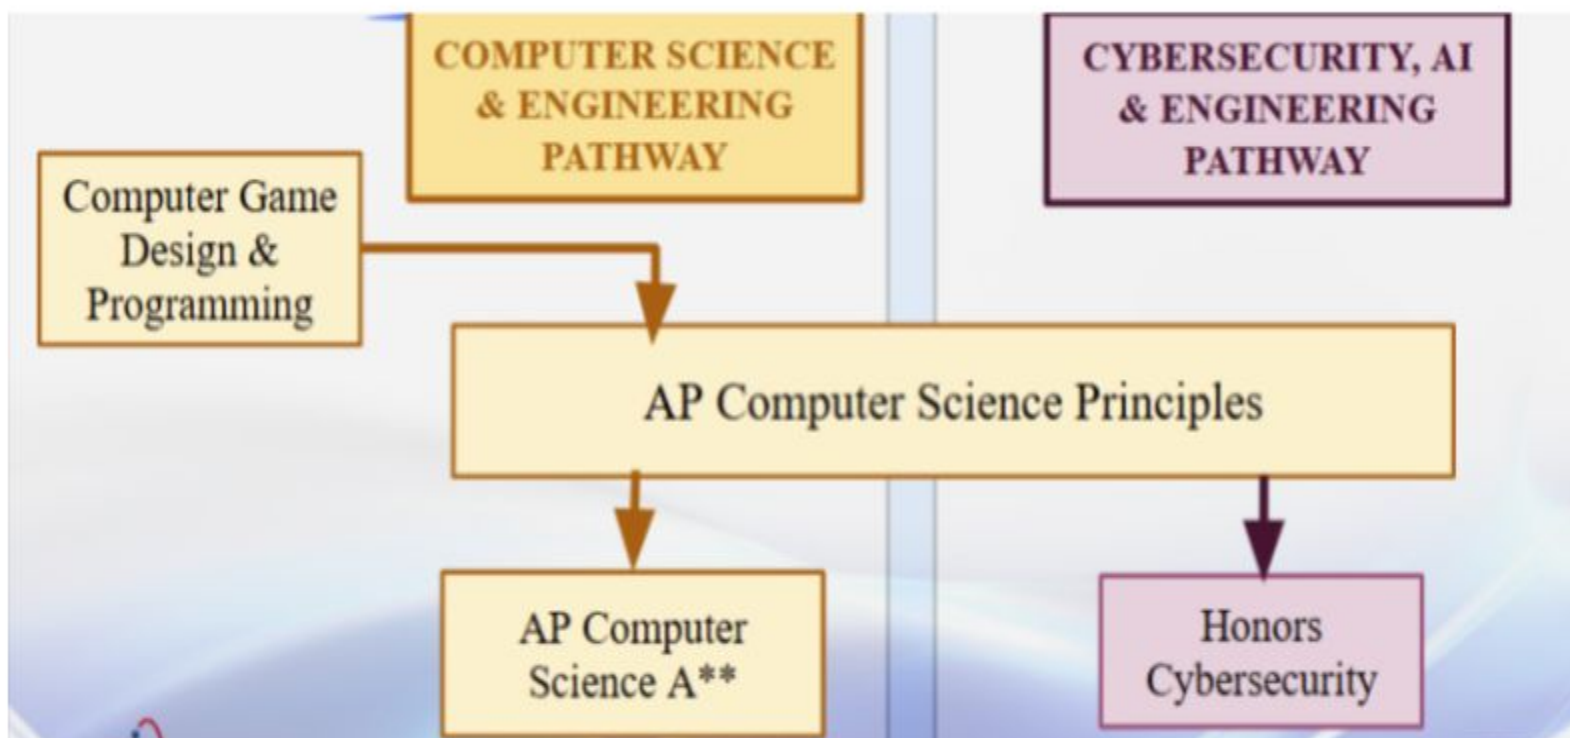 COMPUTER SCIENCE
& ENGINEERING
PATHWAY
CYBERSECURITY, AI
& ENGINEERING
PATHWAY
Computer Game
Design &
Programming
AP Computer Science Principles
AP Computer
Science A**
Honors
Cybersecurity